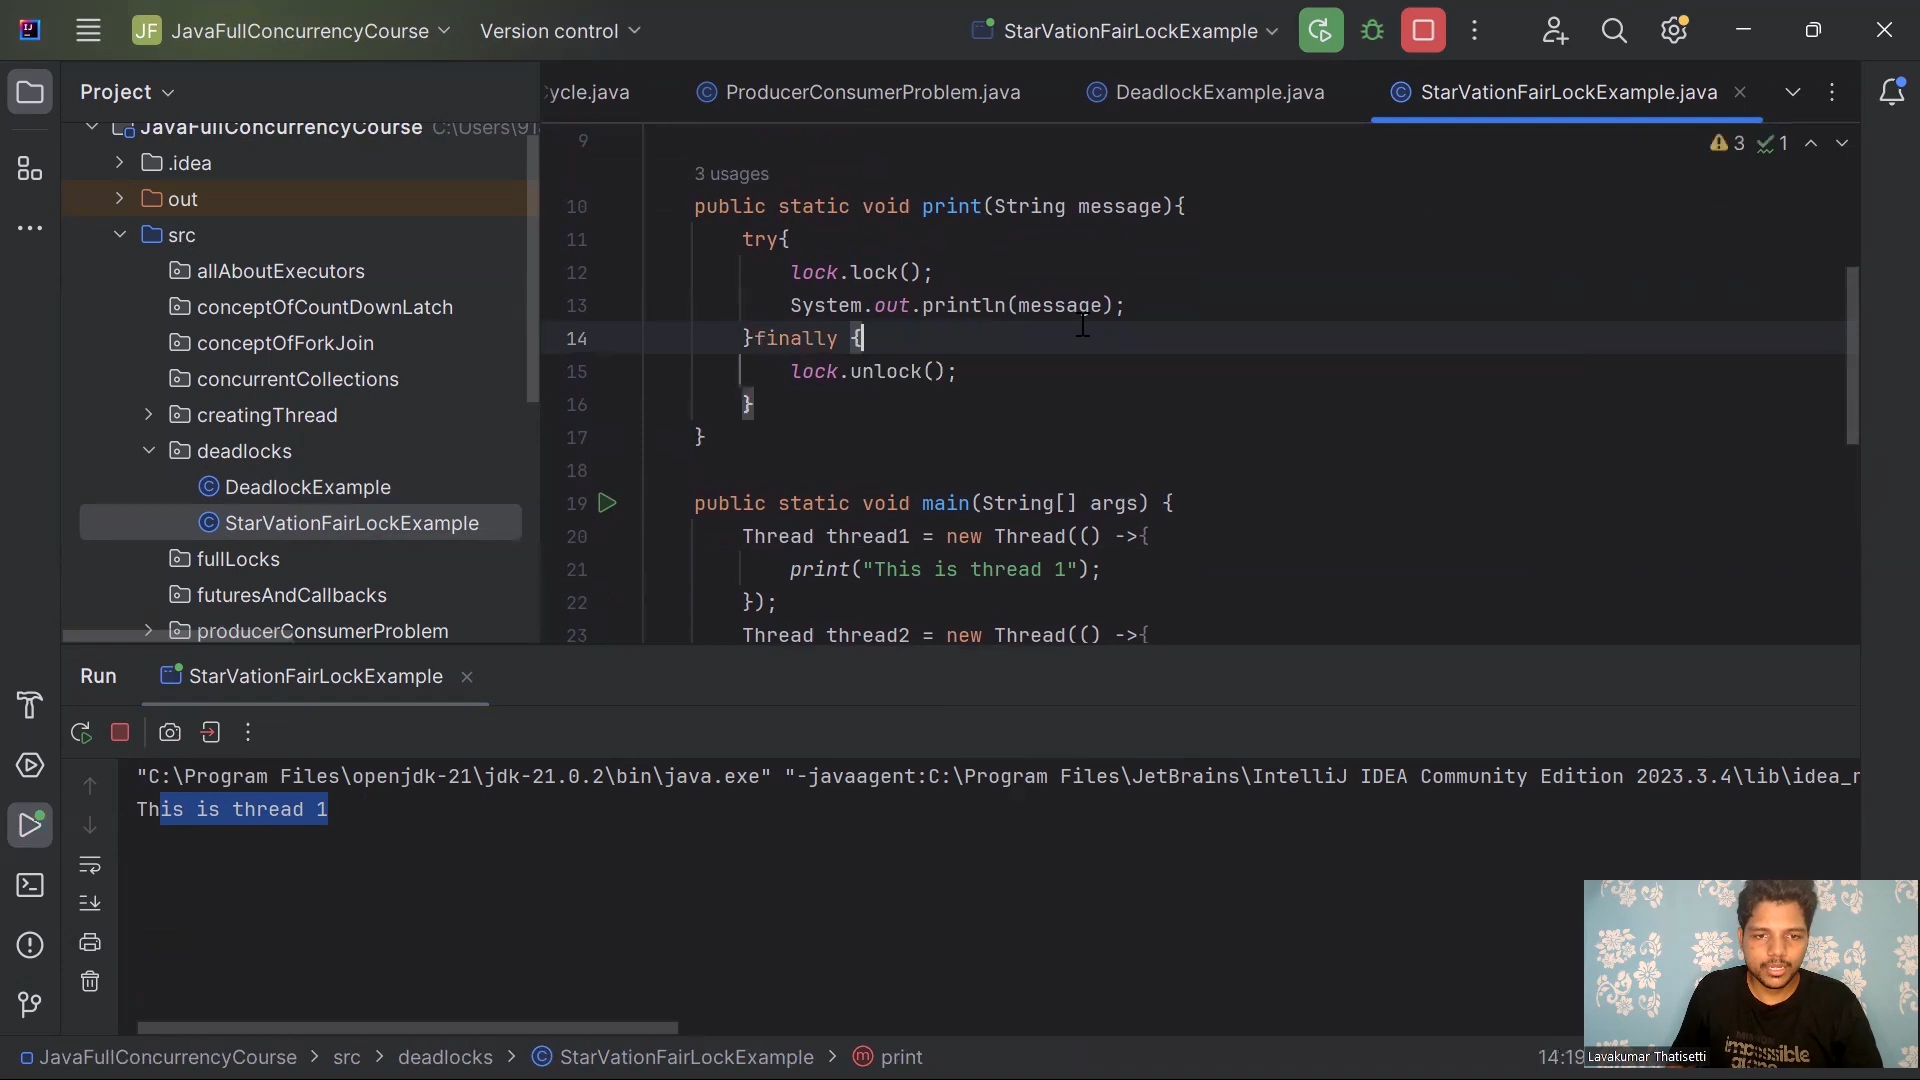 JF JavaFullConcurrencyCourse Version control StarVationFairLockExample
Project
ycle.java ProducerConsumerProblem.java DeadlockExample.java StarVationFairLockExample.java
JavaFullConcurrencyCourse C:\Users\91
.idea
out
src
allAboutExecutors
conceptOfCountDownLatch
conceptOfForkJoin
concurrentCollections
creatingThread
deadlocks
DeadlockExample
StarVationFairLockExample
fullLocks
futuresAndCallbacks
producerConsumerProblem
3 1
9
3 usages
10 public static void print(String message){
11 try{
12 lock.lock();
13 System.out.println(message);
14 }finally {
15 lock.unlock();
16 }
17 }
18
19 public static void main(String[] args) {
20 Thread thread1 = new Thread(() ->{
21 print("This is thread 1");
22 });
23 Thread thread2 = new Thread(() ->{
Run StarVationFairLockExample
"C:\Program Files\openjdk-21\jdk-21.0.2\bin\java.exe" "-javaagent:C:\Program Files\JetBrains\IntelliJ IDEA Community Edition 2023.3.4\lib\idea_r
This is thread 1
impossible
JavaFullConcurrencyCourse > src > deadlocks > StarVationFairLockExample > print
14:19
Lavakumar Thatisetti